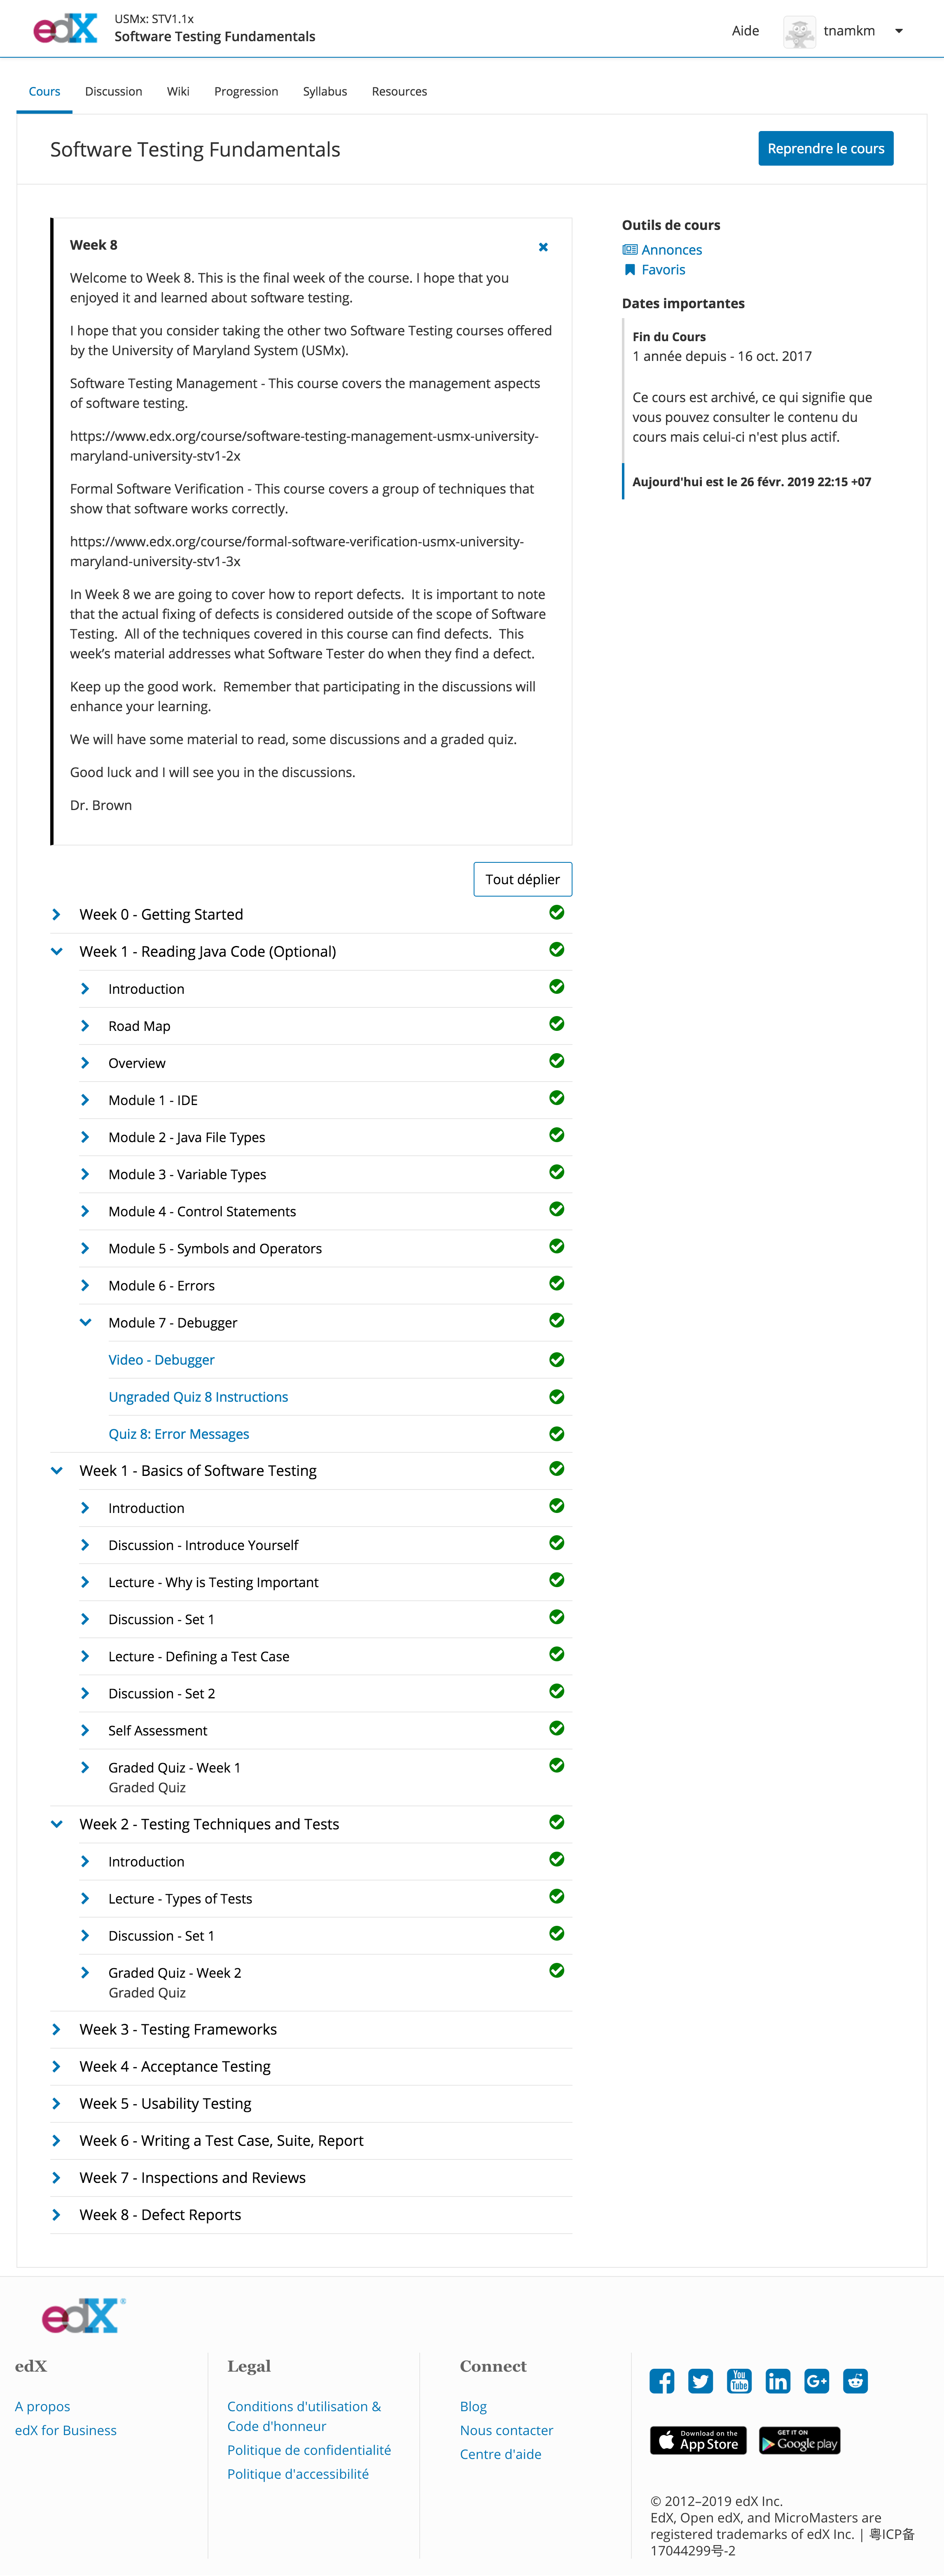 edX
USMx: STV1.1x
Software Testing Fundamentals
Aide
tnamkm
Cours
Discussion
Wiki
Progression
Syllabus
Resources
Software Testing Fundamentals
Reprendre le cours
Week 8
Welcome to Week 8. This is the final week of the course. I hope that you
enjoyed it and learned about software testing.
I hope that you consider taking the other two Software Testing courses offered
by the University of Maryland System (USMx).
Software Testing Management - This course covers the management aspects
of software testing.
https://www.edx.org/course/software-testing-management-usmx-university-
maryland-university-stv1-2x
Formal Software Verification - This course covers a group of techniques that
show that software works correctly.
https://www.edx.org/course/formal-software-verification-usmx-university-
maryland-university-stv1-3x
In Week 8 we are going to cover how to report defects.  It is important to note
that the actual fixing of defects is considered outside of the scope of Software
Testing.  All of the techniques covered in this course can find defects.  This
week's material addresses what Software Tester do when they find a defect.
Keep up the good work.  Remember that participating in the discussions will
enhance your learning.
We will have some material to read, some discussions and a graded quiz.
Good luck and I will see you in the discussions.
Dr. Brown
Outils de cours
Annonces
Favoris
Dates importantes
Fin du Cours
1 année depuis - 16 oct. 2017
Ce cours est archivé, ce qui signifie que
vous pouvez consulter le contenu du
cours mais celui-ci n'est plus actif.
Aujourd'hui est le 26 févr. 2019 22:15 +07
Tout déplier
Week 0 - Getting Started
Week 1 - Reading Java Code (Optional)
Introduction
Road Map
Overview
Module 1 - IDE
Module 2 - Java File Types
Module 3 - Variable Types
Module 4 - Control Statements
Module 5 - Symbols and Operators
Module 6 - Errors
Module 7 - Debugger
Video - Debugger
Ungraded Quiz 8 Instructions
Quiz 8: Error Messages
Week 1 - Basics of Software Testing
Introduction
Discussion - Introduce Yourself
Lecture - Why is Testing Important
Discussion - Set 1
Lecture - Defining a Test Case
Discussion - Set 2
Self Assessment
Graded Quiz - Week 1
Graded Quiz
Week 2 - Testing Techniques and Tests
Introduction
Lecture - Types of Tests
Discussion - Set 1
Graded Quiz - Week 2
Graded Quiz
Week 3 - Testing Frameworks
Week 4 - Acceptance Testing
Week 5 - Usability Testing
Week 6 - Writing a Test Case, Suite, Report
Week 7 - Inspections and Reviews
Week 8 - Defect Reports
edX®
edX
A propos
edX for Business
Legal
Conditions d'utilisation &
Code d'honneur
Politique de confidentialité
Politique d'accessibilité
Connect
Blog
Nous contacter
Centre d'aide
You
Tube
in
G+
Download on the
App Store
GET IT ON
Google play
© 2012–2019 edX Inc.
EdX, Open edX, and MicroMasters are
registered trademarks of edX Inc. | 粤ICP备
17044299号-2